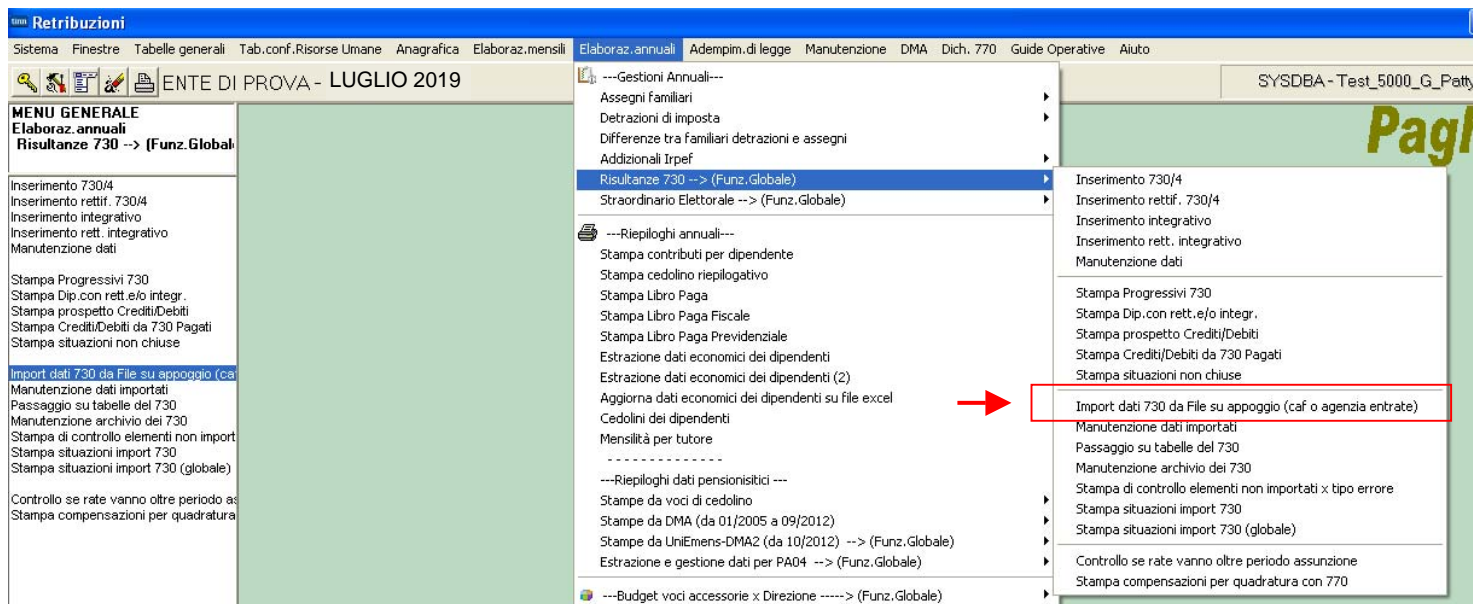 tinn Retribuzioni
Sistema Finestre Tabelle generali Tab.conf.Risorse Umane Anagrafica Elaboraz.mensili Elaboraz.annuali Adempim.di legge Manutenzione DMA Dich. 770 Guide Operative Aiuto
ENTE DI PROVA - LUGLIO 2019
SYSDBA - Test_5000_G_Patty
MENU GENERALE
Elaboraz.annuali
Risultanze 730 --> (Funz.Global
Inserimento 730/4
Inserimento rettif. 730/4
Inserimento integrativo
Inserimento rett. integrativo
Manutenzione dati
Stampa Progressivi 730
Stampa Dip.con rett.e/o integr.
Stampa prospetto Crediti/Debiti
Stampa Crediti/Debiti da 730 Pagati
Stampa situazioni non chiuse
Import dati 730 da File su appoggio (caf
Manutenzione dati importati
Passaggio su tabelle del 730
Manutenzione archivio dei 730
Stampa di controllo elementi non import
Stampa situazioni import 730
Stampa situazioni import 730 (globale)
Controllo se rate vanno oltre periodo as
Stampa compensazioni per quadratura
---Gestioni Annuali---
Assegni familiari
Detrazioni di imposta
Differenze tra familiari detrazioni e assegni
Addizionali Irpef
Risultanze 730 --> (Funz.Globale)
Straordinario Elettorale --> (Funz.Globale)
---Riepiloghi annuali---
Stampa contributi per dipendente
Stampa cedolino riepilogativo
Stampa Libro Paga
Stampa Libro Paga Fiscale
Stampa Libro Paga Previdenziale
Estrazione dati economici dei dipendenti
Estrazione dati economici dei dipendenti (2)
Aggiorna dati economici dei dipendenti su file excel
Cedolini dei dipendenti
Mensilità per tutore
- - - - - - - - - - - - - -
---Riepiloghi dati pensionisitici ---
Stampe da voci di cedolino
Stampe da DMA (da 01/2005 a 09/2012)
Stampe da UniEmens-DMA2 (da 10/2012) --> (Funz.Globale)
Estrazione e gestione dati per PA04 --> (Funz.Globale)
---Budget voci accessorie x Direzione -----> (Funz.Globale)
Pagh
Inserimento 730/4
Inserimento rettif. 730/4
Inserimento integrativo
Inserimento rett. integrativo
Manutenzione dati
Stampa Progressivi 730
Stampa Dip.con rett.e/o integr.
Stampa prospetto Crediti/Debiti
Stampa Crediti/Debiti da 730 Pagati
Stampa situazioni non chiuse
Import dati 730 da File su appoggio (caf o agenzia entrate)
Manutenzione dati importati
Passaggio su tabelle del 730
Manutenzione archivio dei 730
Stampa di controllo elementi non importati x tipo errore
Stampa situazioni import 730
Stampa situazioni import 730 (globale)
Controllo se rate vanno oltre periodo assunzione
Stampa compensazioni per quadratura con 770